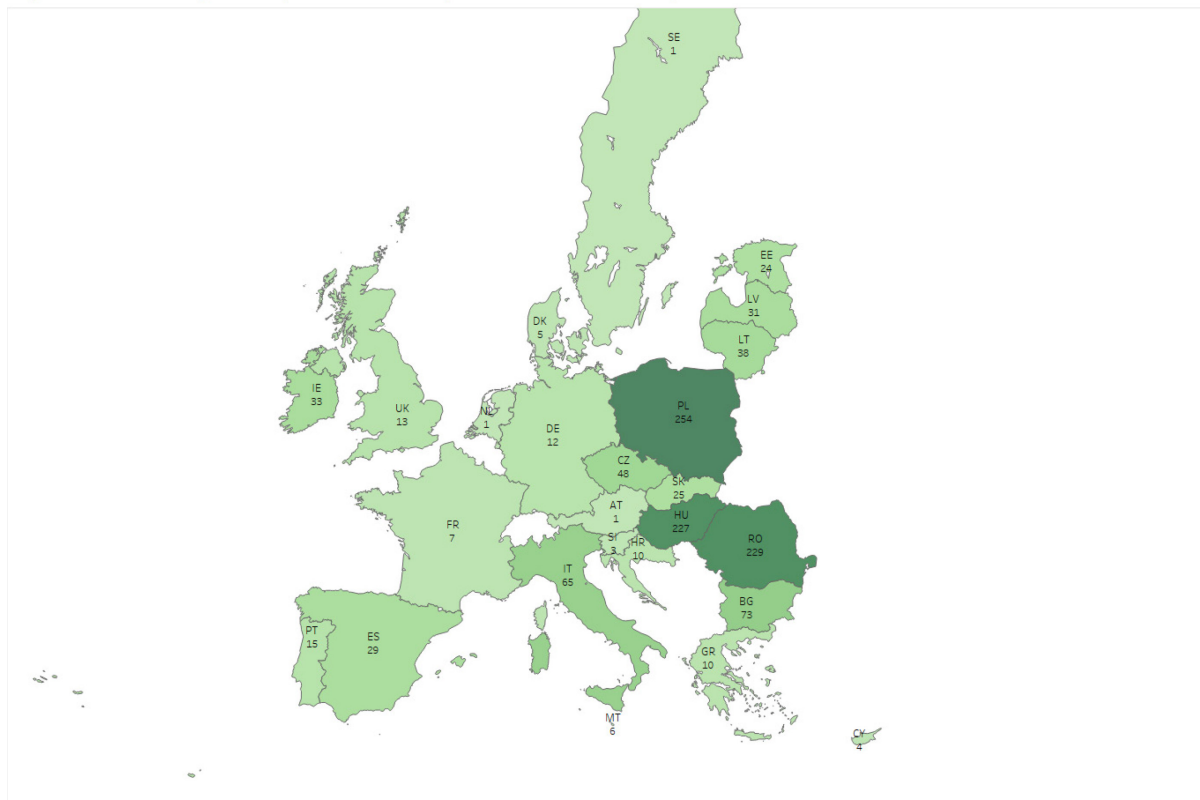 SE
1
EE
24
LV
31
DK
5
LT
38
IE
33
UK
13
NL
1
PL
254
DE
12
CZ
48
SK
25
AT
1
HU
227
FR
7
SI
3
HR
10
RO
229
IT
65
BG
73
PT
15
ES
29
GR
10
MT
6
CY
4